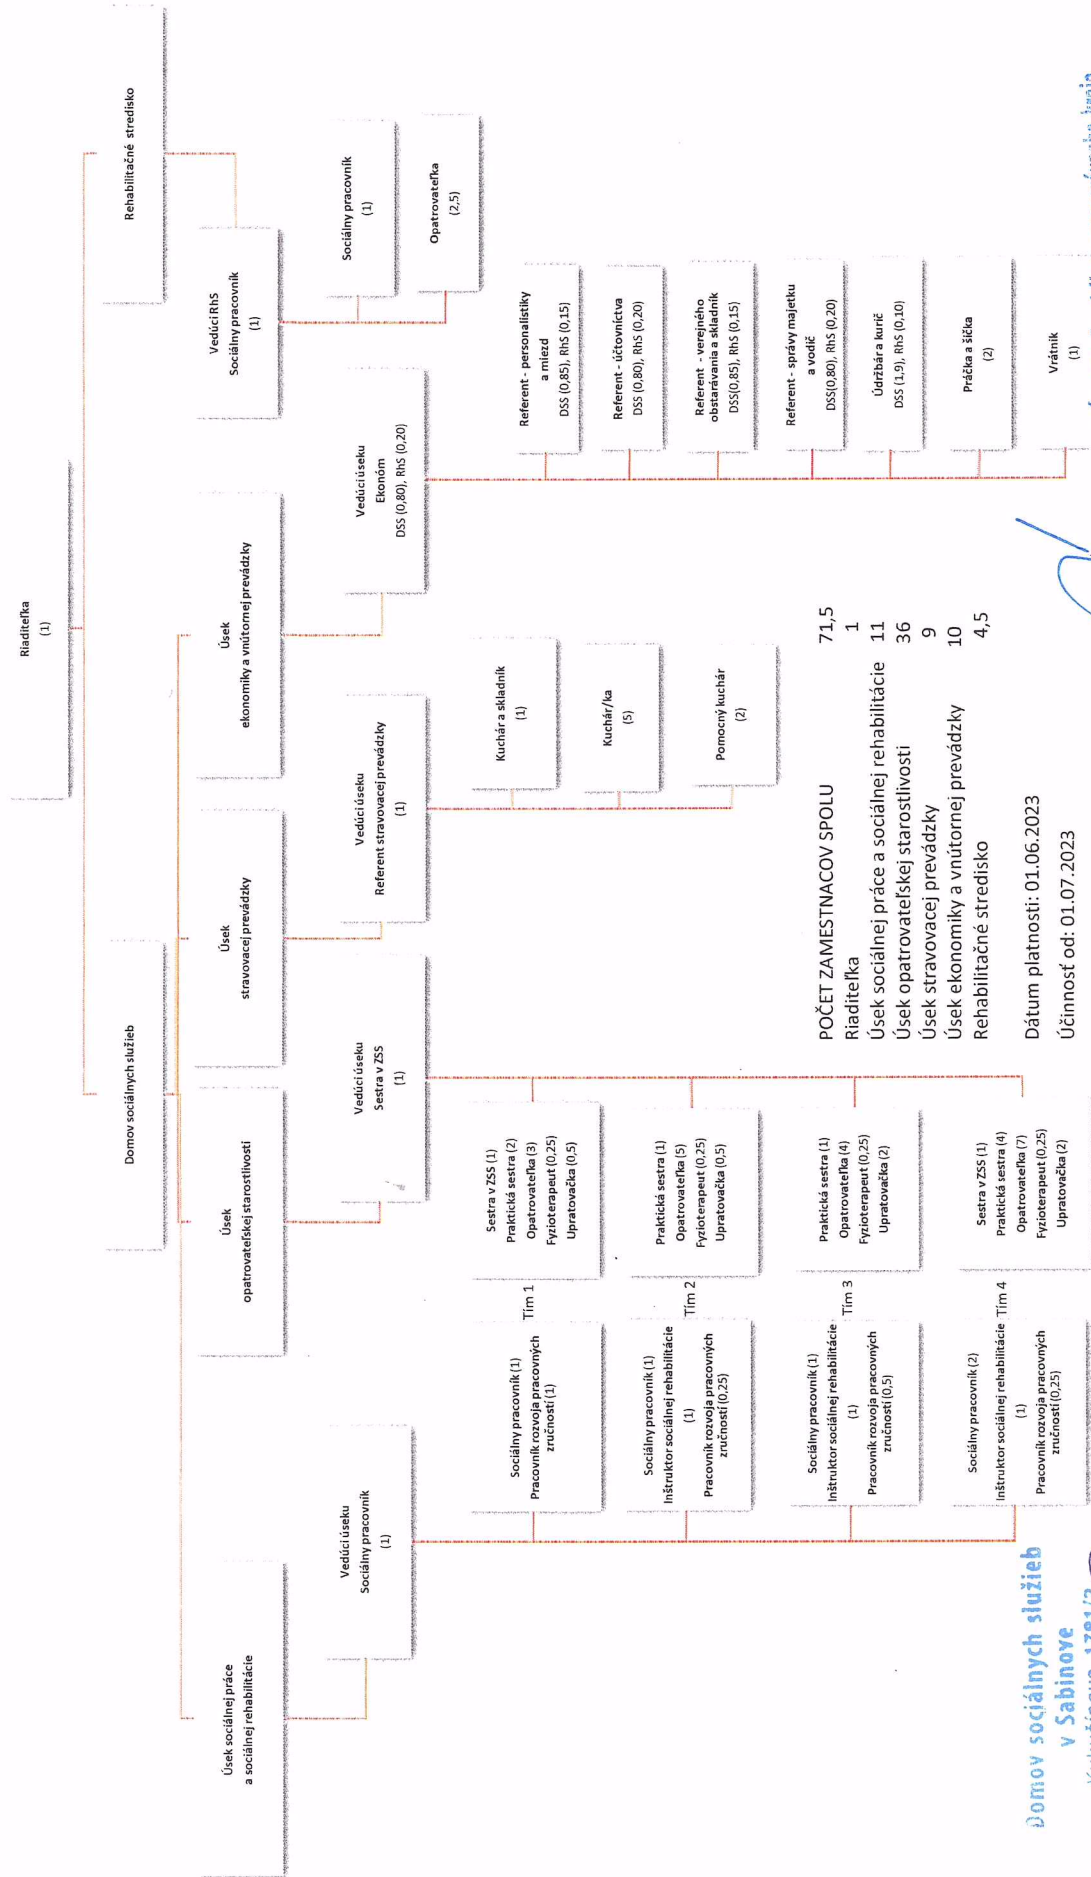 Riaditeľka
(1)
Domov sociálnych služieb
Rehabilitačné stredisko
Úsek sociálnej práce
a sociálnej rehabilitácie
Úsek
opatrovateľskej starostlivosti
Úsek
stravovacej prevádzky
Úsek
ekonomiky a vnútornej prevádzky
Vedúci RhS
Sociálny pracovník
(1)
Vedúci úseku
Sociálny pracovník
(1)
Vedúci úseku
Sestra v ZSS
(1)
Vedúci úseku
Referent stravovacej prevádzky
(1)
Vedúci úseku
Ekonóm
DSS (0,80), RhS (0,20)
Sociálny pracovník
(1)
Opatrovateľka
(2,5)
Sociálny pracovník (1)
Pracovník rozvoja pracovných
zručností (1)
Tím 1
Sestra v ZSS (1)
Praktická sestra (2)
Opatrovateľka (3)
Fyzioterapeut (0,25)
Upratovačka (0,5)
Sociálny pracovník (1)
Inštruktor sociálnej rehabilitácie
(1)
Pracovník rozvoja pracovných
zručností (0,25)
Tím 2
Praktická sestra (1)
Opatrovateľka (5)
Fyzioterapeut (0,25)
Upratovačka (0,5)
Sociálny pracovník (1)
Inštruktor sociálnej rehabilitácie
(1)
Pracovník rozvoja pracovných
zručností (0,5)
Tím 3
Praktická sestra (1)
Opatrovateľka (4)
Fyzioterapeut (0,25)
Upratovačka (2)
Sociálny pracovník (2)
Inštruktor sociálnej rehabilitácie
(1)
Pracovník rozvoja pracovných
zručností (0,25)
Tím 4
Sestra v ZSS (1)
Praktická sestra (4)
Opatrovateľka (7)
Fyzioterapeut (0,25)
Upratovačka (2)
Kuchár a skladník
(1)
Kuchár/ka
(5)
Pomocný kuchár
(2)
Referent - personalistiky
a miezd
DSS (0,85), RhS (0,15)
Referent - účtovníctva
DSS (0,80), RhS (0,20)
Referent - verejného
obstarávania a skladník
DSS(0,85), RhS (0,15)
Referent - správy majetku
a vodič
DSS(0,80), RhS (0,20)
Údržbár a kurič
DSS (1,9), RhS (0,10)
Práčka a šička
(2)
Vrátnik
(1)
POČET ZAMESTNACOV SPOLU 71,5
Riaditeľka 1
Úsek sociálnej práce a sociálnej rehabilitácie 11
Úsek opatrovateľskej starostlivosti 36
Úsek stravovacej prevádzky 9
Úsek ekonomiky a vnútornej prevádzky 10
Rehabilitačné stredisko 4,5
Dátum platnosti: 01.06.2023
Účinnosť od: 01.07.2023
Domov sociálnych služieb
v Sabinove